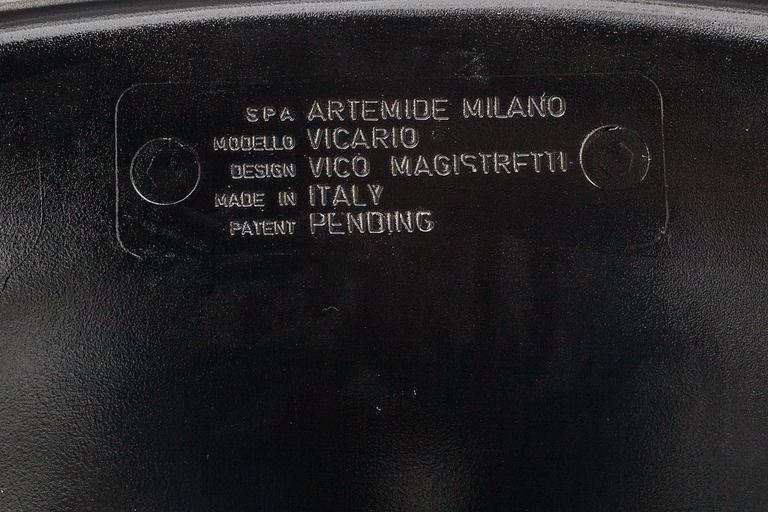 SPA ARTEMIDE MILANO
MODELLO VICARIO
DESIGN VICO MAGISTRETTI
MADE IN ITALY
PATENT PENDING